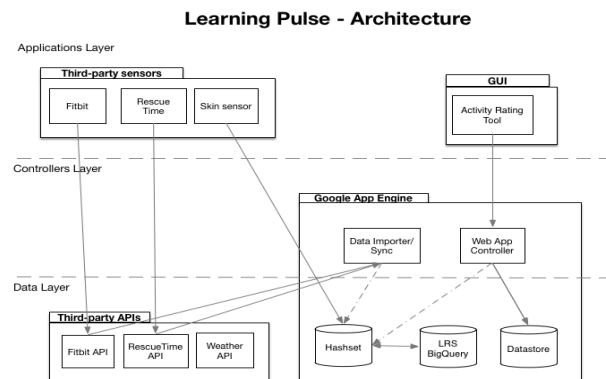 Learning Pulse - Architecture
Applications Layer
Third-party sensors
Fitbit
Rescue
Time
Skin sensor
GUI
Activity Rating
Tool
Controllers Layer
Google App Engine
Data Importer/
Sync
Web App
Controller
Data Layer
Third-party APIs
Fitbit API
RescueTime
API
Weather
API
Hashset
LRS
BigQuery
Datastore